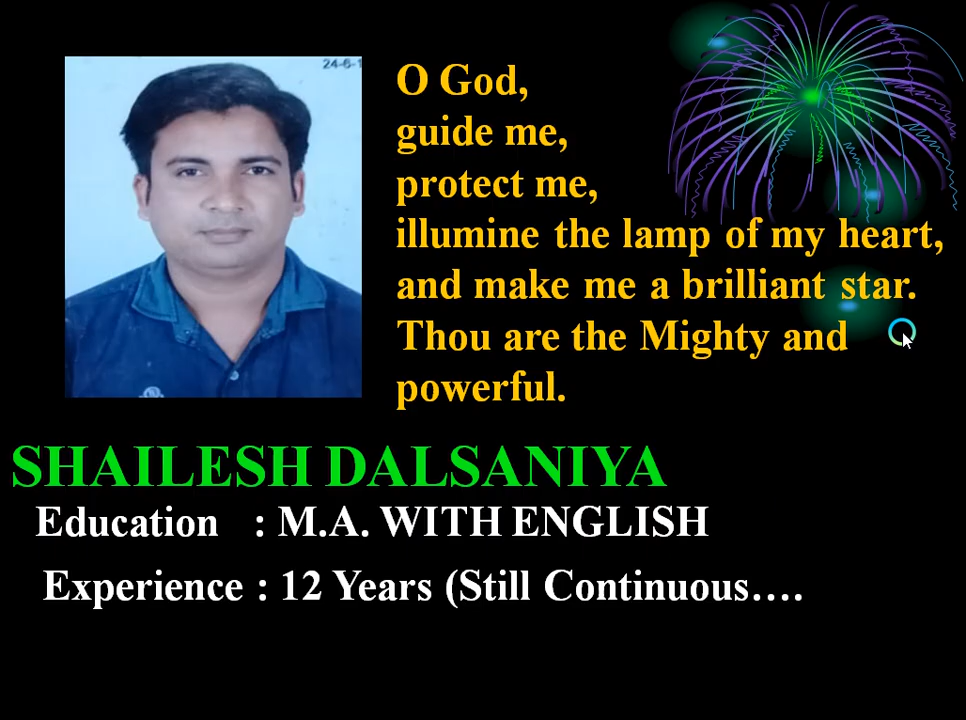 24-6-1
O God,
guide me,
protect me,
illumine the lamp of my heart,
and make me a brilliant star.
Thou are the Mighty and
powerful.
SHAILESH DALSANIYA
Education : M.A. WITH ENGLISH
Experience : 12 Years (Still Continuous….